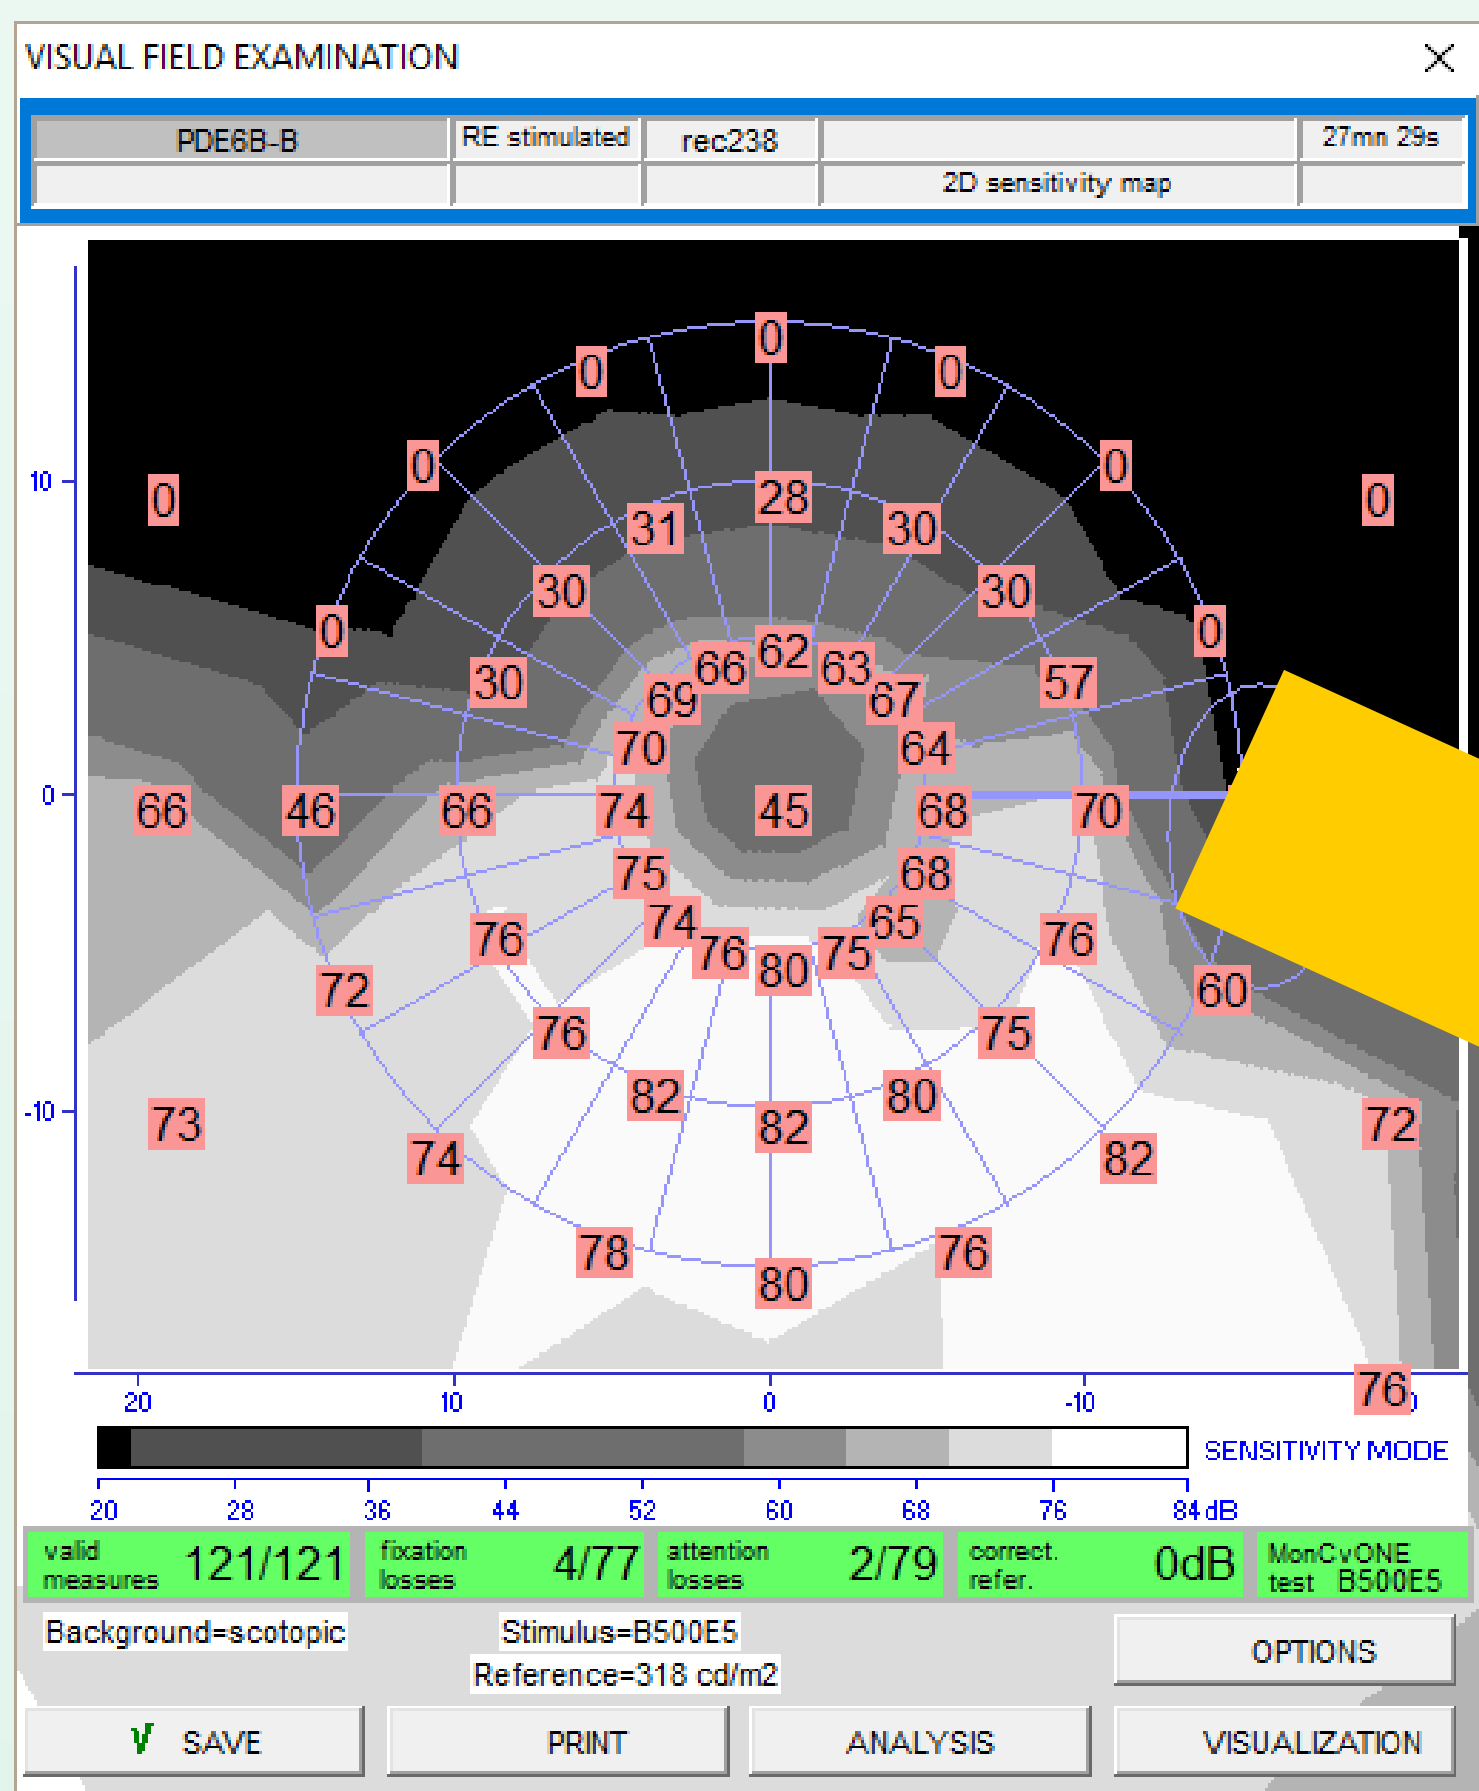 VISUAL FIELD EXAMINATION
PDE6B-B RE stimulated rec238 27mn 29s
2D sensitivity map
0
0 0
0 0
0 0
10
28
31 30
30 30
0 0
62
66 63
30 57
69 67
70 64
0
66 46 66 74 45 68 70
75 68
74 65
76 76
76 75
80
72 60
76 75
82 80
-10
73 82 72
74 82
78 76
80
76
20 10 0 -10
SENSITIVITY MODE
20 28 36 44 52 60 68 76 84 dB
valid measures 121/121 fixation losses 4/77 attention losses 2/79 correct. refer. 0dB MonCvONE test B500E5
Background=scotopic Stimulus=B500E5
Reference=318 cd/m2
OPTIONS
SAVE PRINT ANALYSIS VISUALIZATION